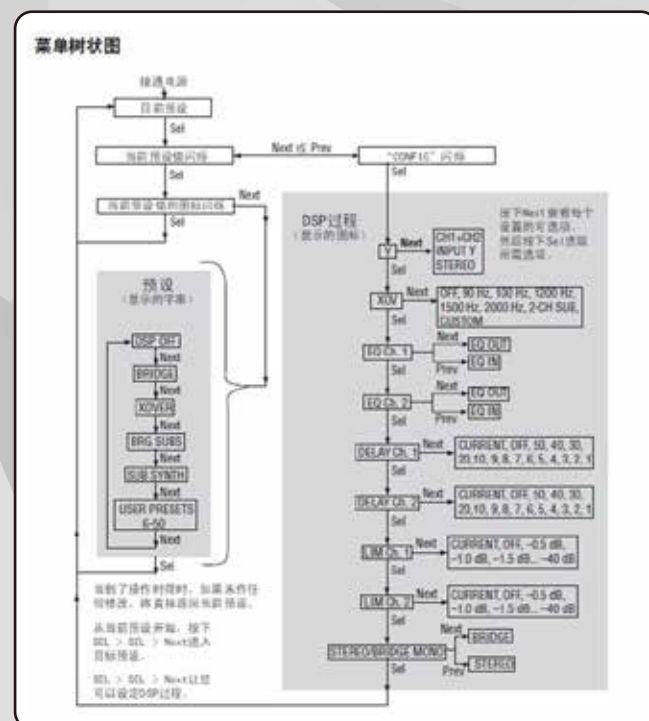 菜单树状图
接通电源
目前预设
Sel
当前预设值闪烁
Next 或 Prev
"CONFIG" 闪烁
Sel
Sel
当前预设值的图标闪烁
Next
Sel
DSP过程
(显示的图标)
按下Next查看每个
设置的可选项,
然后按下Sel选取
所需选项。
Y
Next
CH1+CH2
INPUT Y
STEREO
Sel
XOV
Next
OFF, 90 Hz, 100 Hz, 1200 Hz,
1500 Hz, 2000 Hz, 2-CH SUB,
CUSTOM
Sel
EQ Ch. 1
Next
EQ OUT
Prev
EQ IN
Sel
EQ Ch. 2
Next
EQ OUT
Prev
EQ IN
Sel
DELAY Ch. 1
Next
CURRENT, OFF, 50, 40, 30,
20,10, 9, 8, 7, 6, 5, 4, 3, 2, 1
Sel
DELAY Ch. 2
Next
CURRENT, OFF, 50, 40, 30,
20,10, 9, 8, 7, 6, 5, 4, 3, 2, 1
Sel
LIM Ch. 1
Next
CURRENT, OFF, -0.5 dB,
-1.0 dB, -1.5 dB... -40 dB
Sel
LIM Ch. 2
Next
CURRENT, OFF, -0.5 dB,
-1.0 dB, -1.5 dB... -40 dB
Sel
STEREO/BRIDGE MONO
Next
BRIDGE
Prev
STEREO
Sel
预设
(显示的字串)
DSP OFF
Next
BRIDGE
Next
XOVER
Next
BRG SUBS
Next
SUB SYNTH
Next
USER PRESETS
6-50
Next
Sel
当到了操作时限时,如果未作任
何修改,将直接返回当前预设。
从当前预设开始,按下
SEL > SEL > Next进入
目标预设。
SEL > SEL > Next让您
可以设定DSP过程。